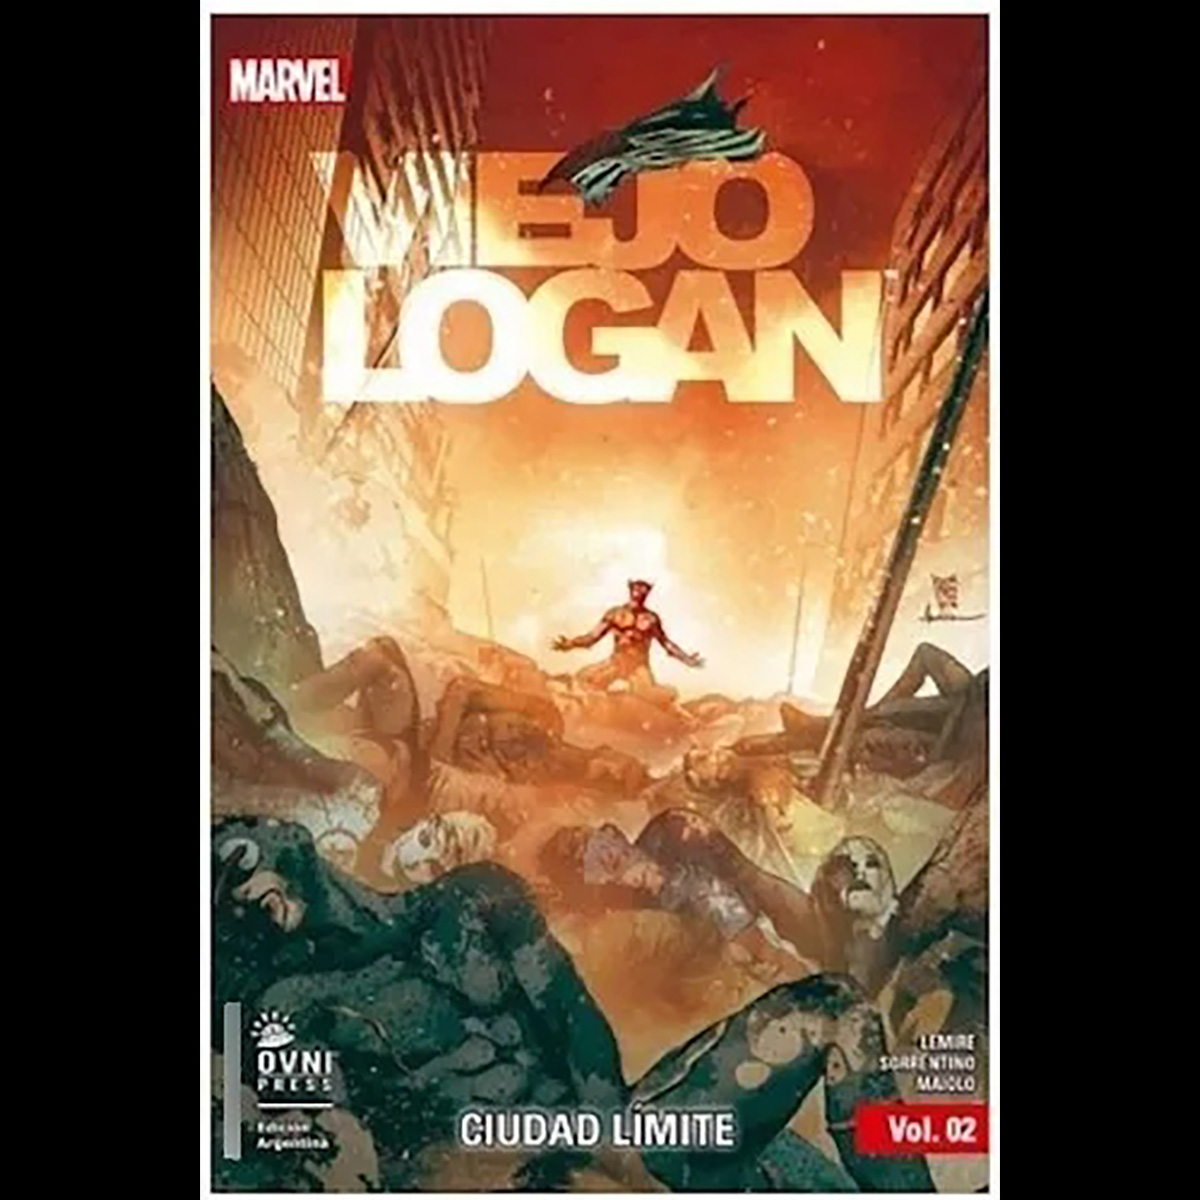 MARVEL
VIEJO
LOGAN
OVNI
PRESS
Edición
Argentina
LEMIRE
SORRENTINO
MAIOLO
CIUDAD LÍMITE
Vol. 02